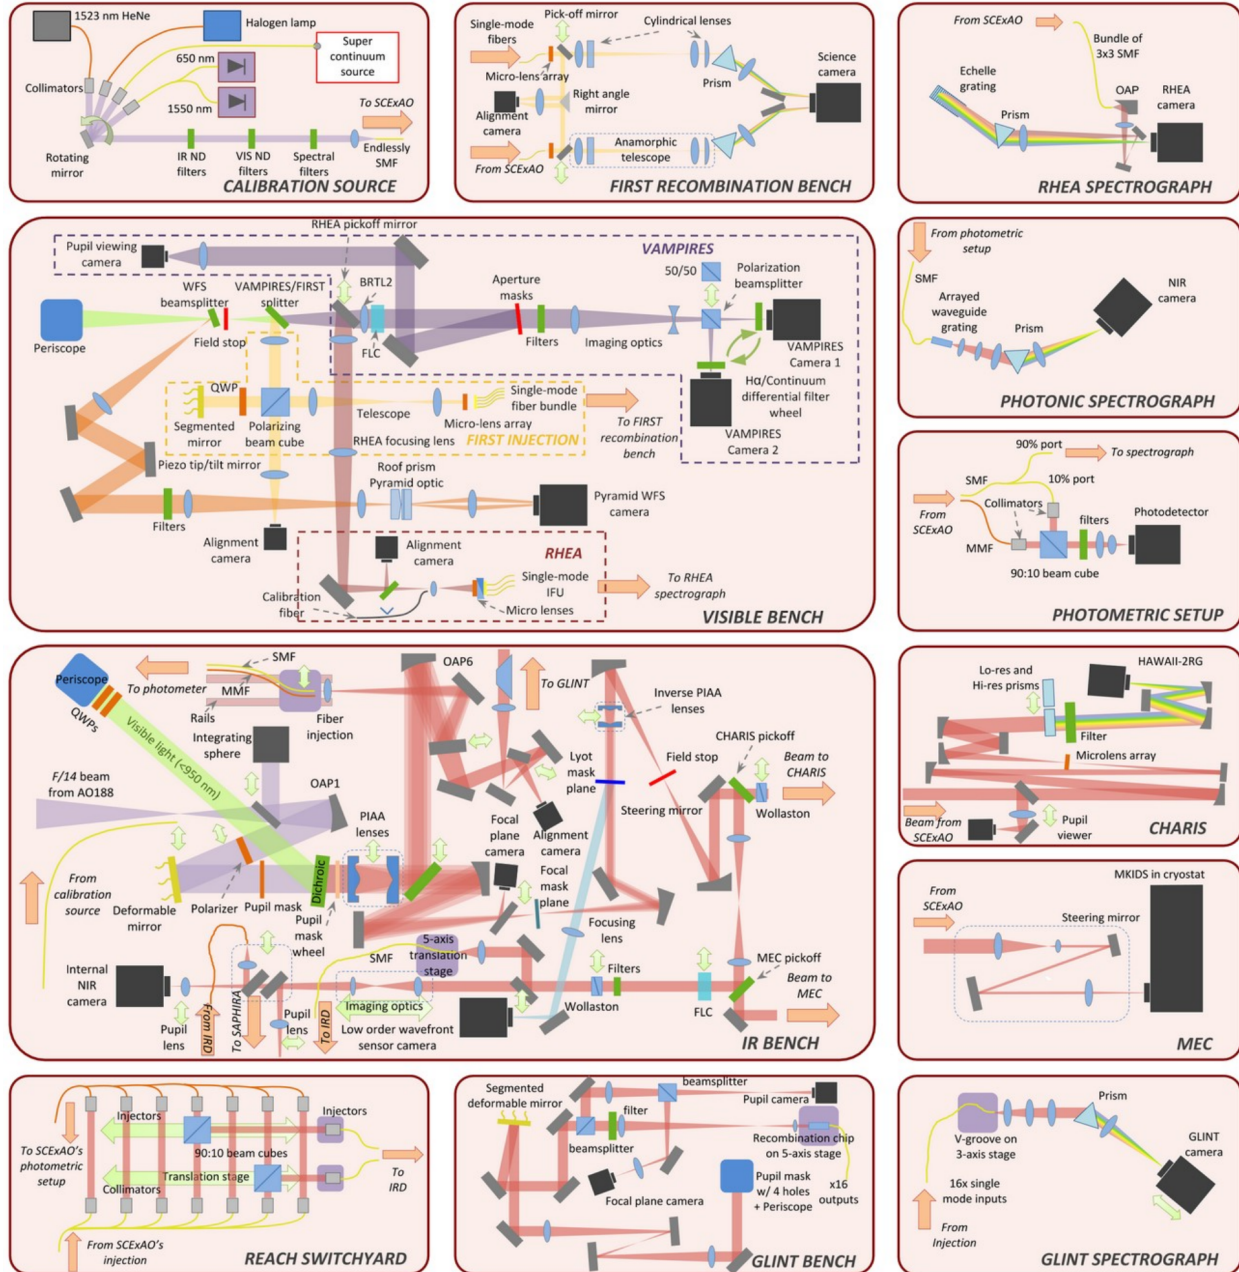 1523 nm HeNe
Halogen lamp
650 nm
Super
continuum
source
Collimators
1550 nm
To SCExAO
Rotating
mirror
IR ND
filters
VIS ND
filters
Spectral
filters
Endlessly
SMF
CALIBRATION SOURCE
Single-mode
fibers
Pick-off mirror
Cylindrical lenses
Micro-lens array
Prism
Science
camera
Alignment
camera
Right angle
mirror
Anamorphic
telescope
From SCExAO
FIRST RECOMBINATION BENCH
From SCExAO
Bundle of
3x3 SMF
Echelle
grating
Prism
OAP
RHEA
camera
RHEA SPECTROGRAPH
RHEA pickoff mirror
Pupil viewing
camera
VAMPIRES
WFS
beamsplitter
VAMPIRES/FIRST
splitter
BRTL2
Aperture
masks
50/50
Polarization
beamsplitter
Periscope
Field stop
FLC
Filters
Imaging optics
VAMPIRES
Camera 1
QWP
Single-mode
fiber bundle
Hα/Continuum
differential filter
wheel
Segmented
mirror
Polarizing
beam cube
Telescope
Micro-lens array
To FIRST
recombination
bench
VAMPIRES
Camera 2
RHEA focusing lens
FIRST INJECTION
Piezo tip/tilt mirror
Roof prism
Pyramid optic
Filters
Pyramid WFS
camera
Alignment
camera
Alignment
camera
RHEA
Single-mode
IFU
To RHEA
spectrograph
Calibration
fiber
Micro lenses
VISIBLE BENCH
From photometric
setup
SMF
NIR
camera
Arrayed
waveguide
grating
Prism
PHOTONIC SPECTROGRAPH
90% port
To spectrograph
SMF
10% port
From
SCExAO
Collimators
filters
Photodetector
MMF
90:10 beam cube
PHOTOMETRIC SETUP
Periscope
QWPs
To photometer
SMF
MMF
Rails
Fiber
injection
OAP6
To GLINT
Inverse PIAA
lenses
Visible light (<950 nm)
Integrating
sphere
CHARIS pickoff
Field stop
F/14 beam
from AO188
OAP1
Lyot
mask
plane
Beam to
CHARIS
Steering mirror
Wollaston
PIAA
lenses
Focal
plane
camera
Alignment
camera
From
calibration
source
Dichroic
Focal
mask
plane
Deformable
mirror
Polarizer
Pupil mask
Pupil
mask
wheel
Focusing
lens
5-axis
translation
stage
SMF
MEC pickoff
Internal
NIR
camera
Filters
Beam to
MEC
Imaging optics
Wollaston
FLC
Pupil
lens
From IRD
To SAPHIRA
Pupil
lens
To IRD
Low order wavefront
sensor camera
IR BENCH
Lo-res and
Hi-res prisms
HAWAII-2RG
Filter
Microlens array
Beam from
SCExAO
Pupil
viewer
CHARIS
MKIDS in cryostat
From
SCExAO
Steering mirror
MEC
Injectors
Injectors
To SCExAO's
photometric
setup
90:10 beam cubes
Translation stage
Collimators
To
IRD
From SCExAO's
injection
REACH SWITCHYARD
Segmented
deformable mirror
beamsplitter
Pupil camera
filter
beamsplitter
Recombination chip
on 5-axis stage
Focal plane camera
Pupil mask
w/ 4 holes
+ Periscope
x16
outputs
GLINT BENCH
Prism
V-groove on
3-axis stage
GLINT
camera
16x single
mode inputs
From
Injection
GLINT SPECTROGRAPH